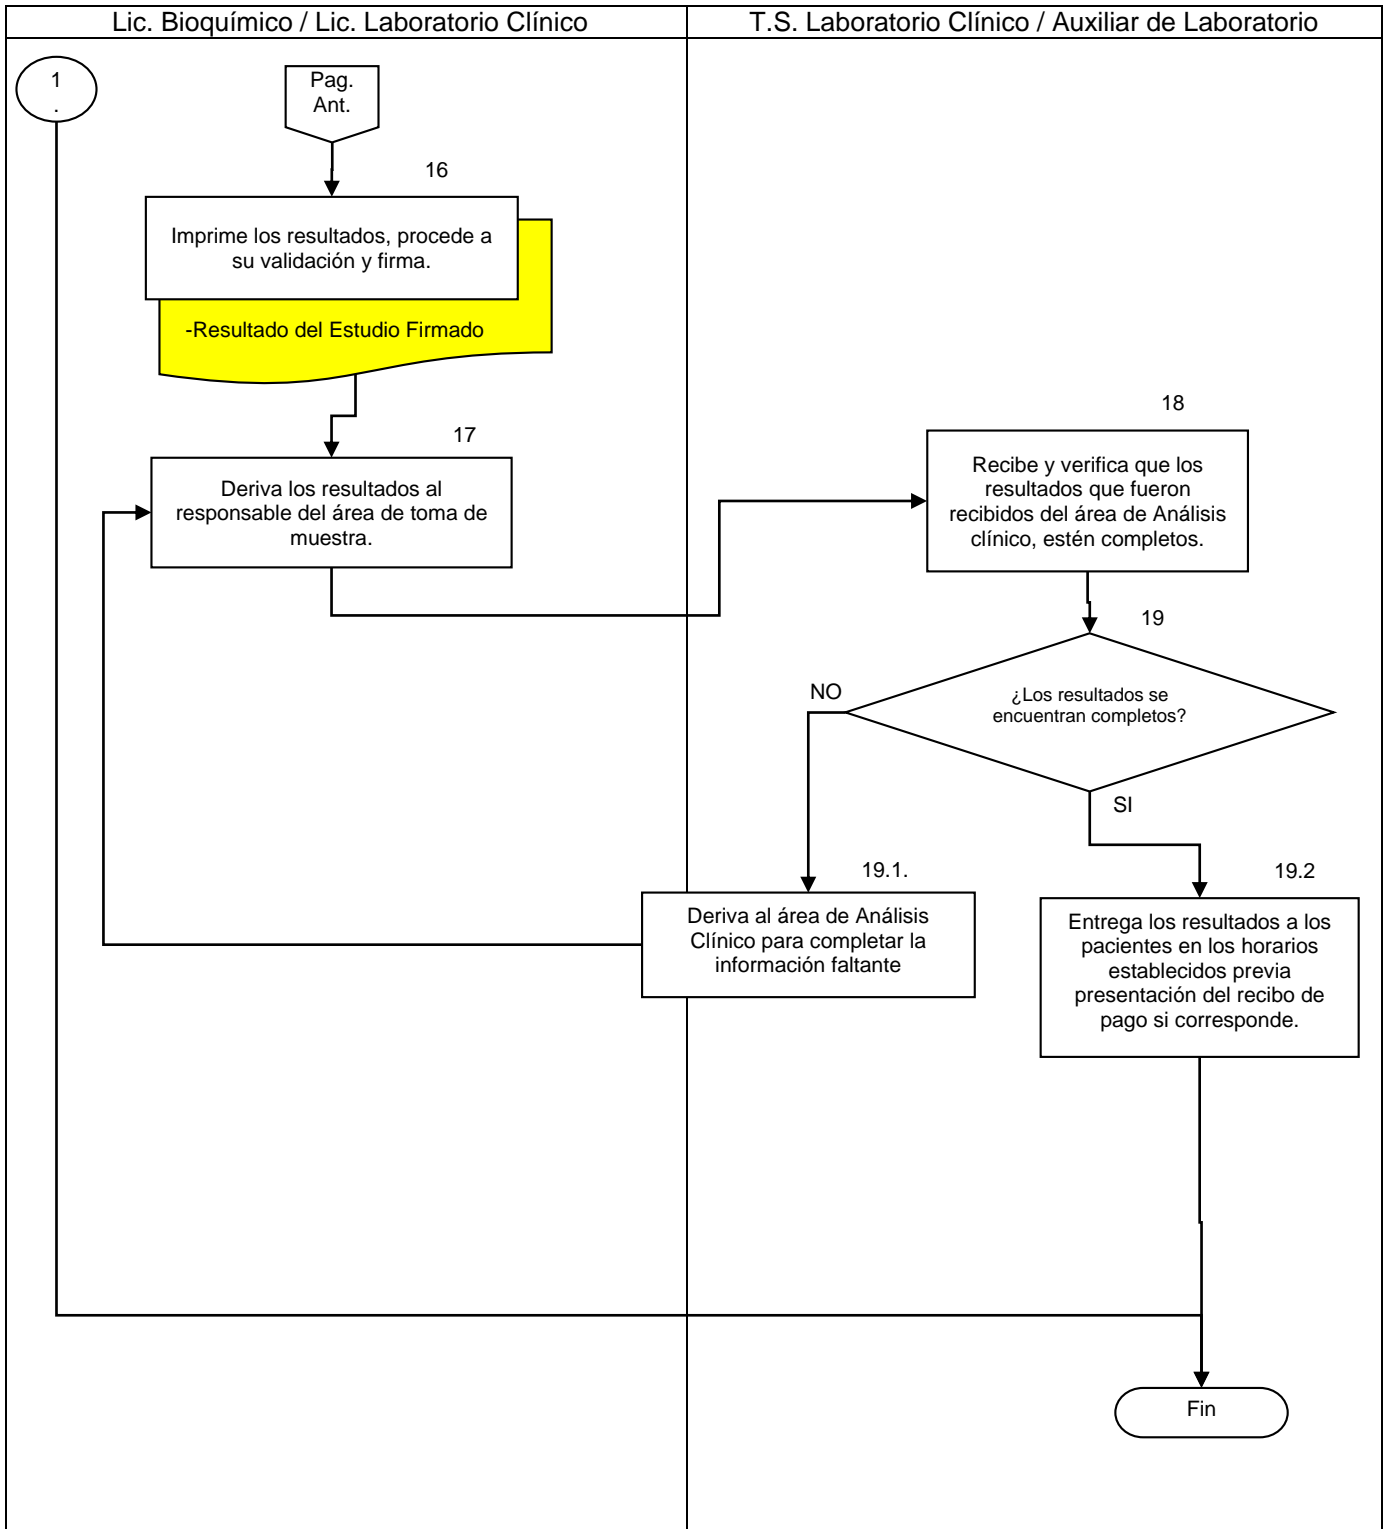 Lic. Bioquímico / Lic. Laboratorio Clínico
T.S. Laboratorio Clínico / Auxiliar de Laboratorio
1
.
Pag.
Ant.
16
Imprime los resultados, procede a
su validación y firma.
-Resultado del Estudio Firmado
17
Deriva los resultados al
responsable del área de toma de
muestra.
18
Recibe y verifica que los
resultados que fueron
recibidos del área de Análisis
clínico, estén completos.
19
¿Los resultados se
encuentran completos?
NO
SI
19.1.
Deriva al área de Análisis
Clínico para completar la
información faltante
19.2
Entrega los resultados a los
pacientes en los horarios
establecidos previa
presentación del recibo de
pago si corresponde.
Fin